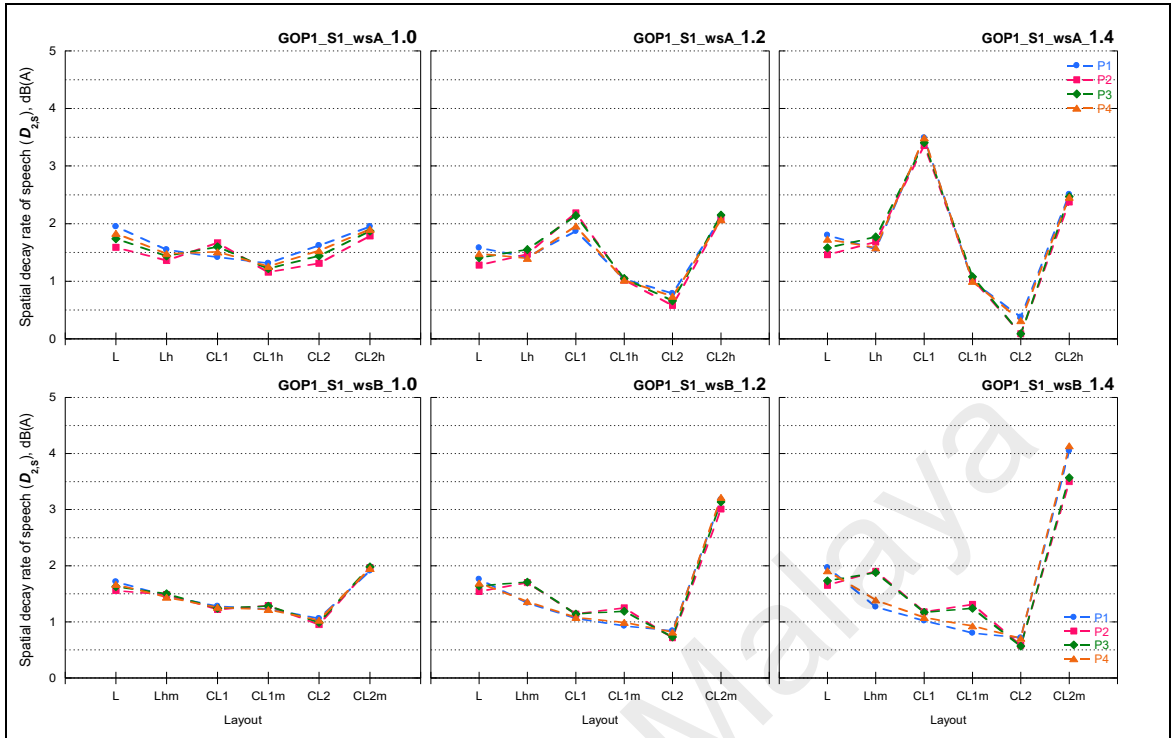 GOP1_S1_wsA_1.0
GOP1_S1_wsA_1.2
GOP1_S1_wsA_1.4
Spatial decay rate of speech (D2,S), dB(A)
5
4
3
2
1
0
P1
P2
P3
P4
L Lh CL1 CL1h CL2 CL2h
L Lh CL1 CL1h CL2 CL2h
L Lh CL1 CL1h CL2 CL2h
GOP1_S1_wsB_1.0
GOP1_S1_wsB_1.2
GOP1_S1_wsB_1.4
Spatial decay rate of speech (D2,S), dB(A)
5
4
3
2
1
0
P1
P2
P3
P4
L Lhm CL1 CL1m CL2 CL2m
L Lhm CL1 CL1m CL2 CL2m
L Lhm CL1 CL1m CL2 CL2m
Layout
Layout
Layout
Malaya